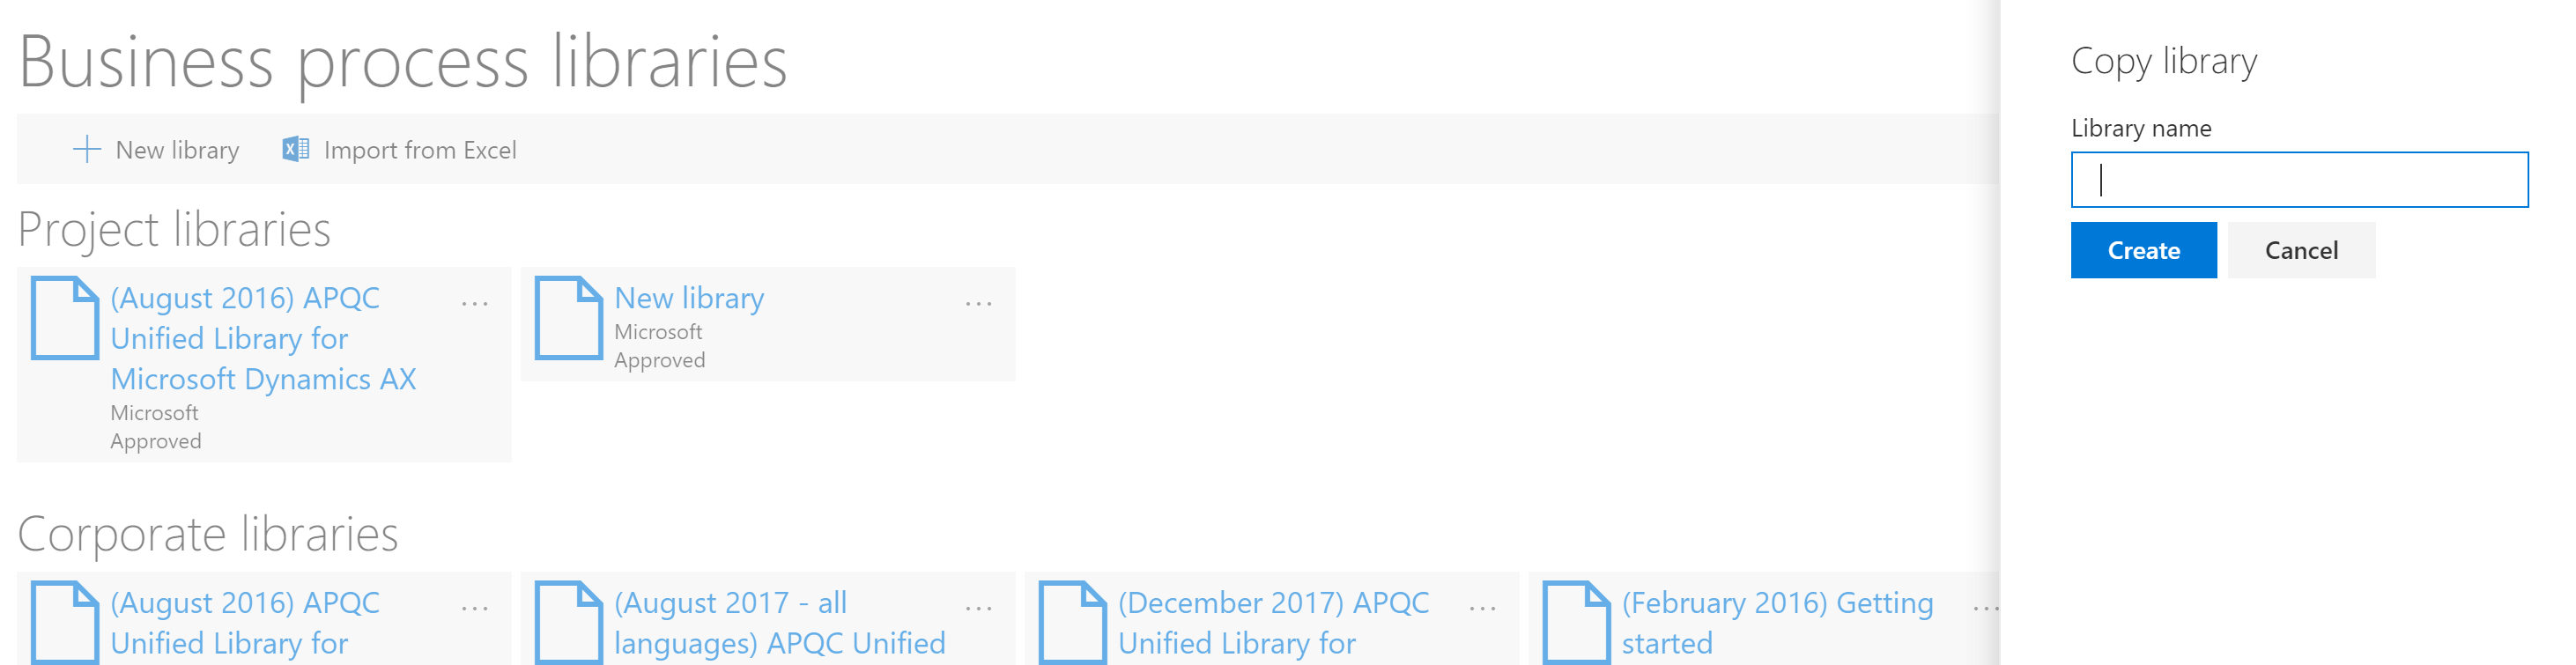 Business process libraries
New library
Import from Excel
Project libraries
(August 2016) APQC
Unified Library for
Microsoft Dynamics AX
Microsoft
Approved
New library
Microsoft
Approved
Corporate libraries
(August 2016) APQC
Unified Library for
(August 2017 - all
languages) APQC Unified
(December 2017) APQC
Unified Library for
(February 2016) Getting
started
Copy library
Library name
Create
Cancel